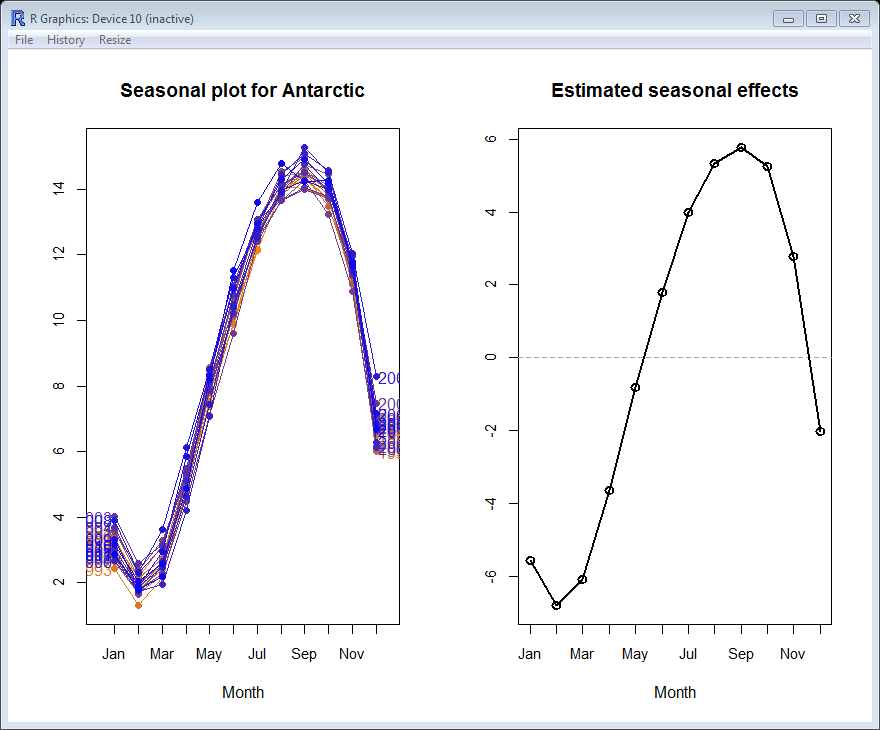 R Graphics: Device 10 (inactive)
File History Resize
Seasonal plot for Antarctic
14
12
10
8
6
4
2
Jan Mar May Jul Sep Nov
Month
Estimated seasonal effects
6
4
2
0
-2
-4
-6
Jan Mar May Jul Sep Nov
Month